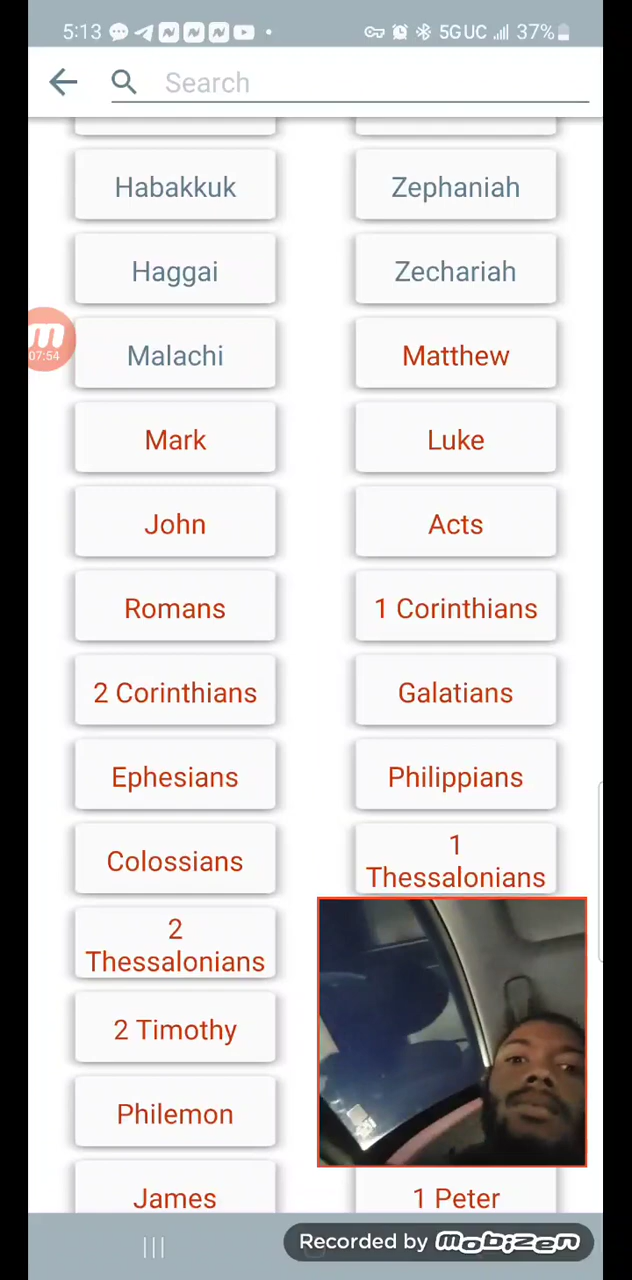 5:13
5GUC 37%
Search
Habakkuk
Zephaniah
Haggai
Zechariah
Malachi
Matthew
07:54
Mark
Luke
John
Acts
Romans
1 Corinthians
2 Corinthians
Galatians
Ephesians
Philippians
Colossians
1
Thessalonians
2
Thessalonians
2 Timothy
Philemon
James
1 Peter
Recorded by mobizen